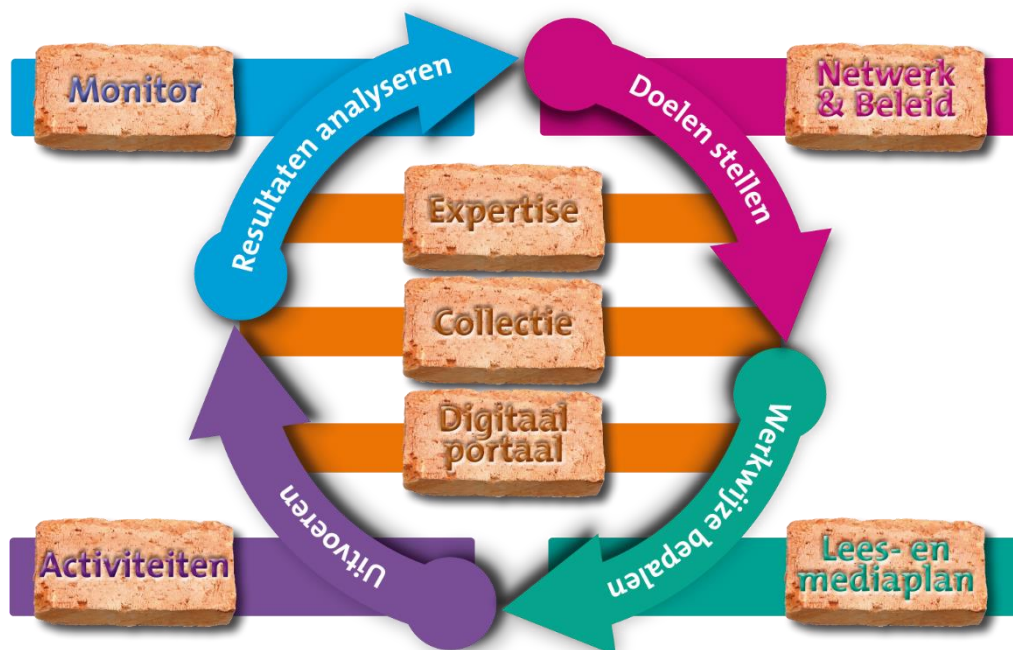 Monitor
Resultaten analyseren
Doelen stellen
Netwerk
& Beleid
Expertise
Collectie
Digitaal
portaal
Werkwijze bepalen
Uitvoeren
Activiteiten
Lees- en
mediaplan